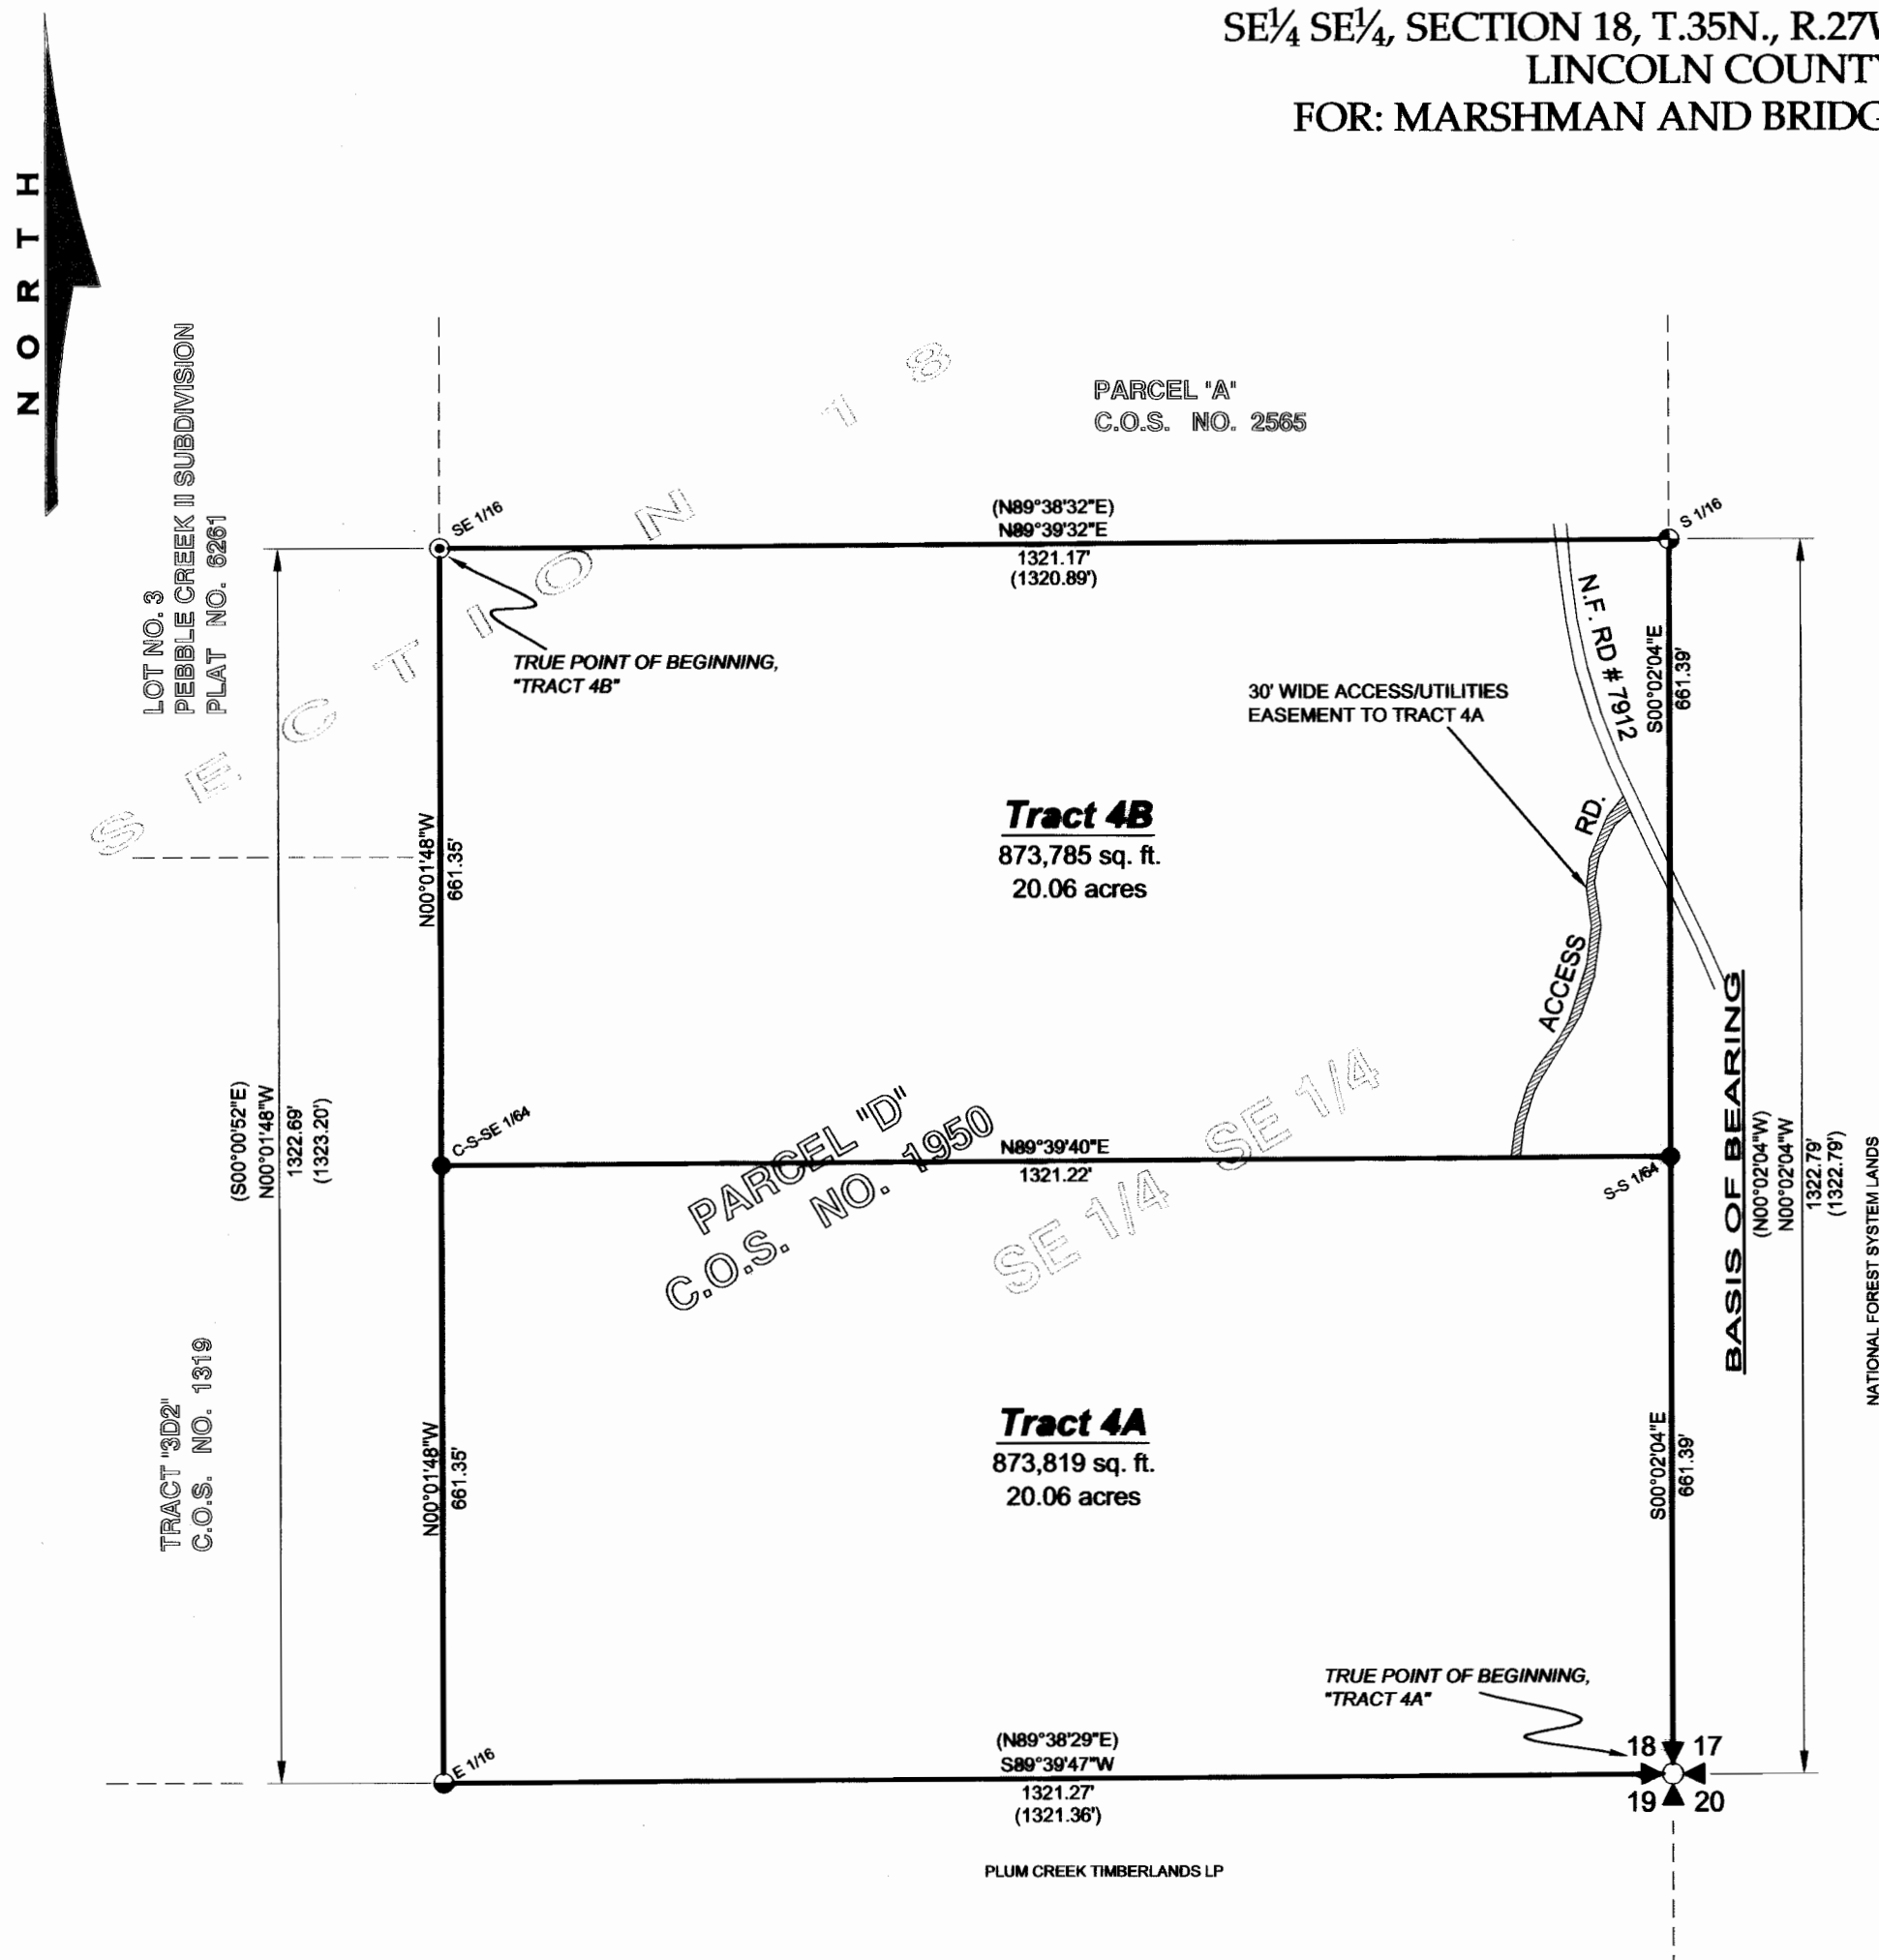 SE¼ SE¼, SECTION 18, T.35N., R.27W
LINCOLN COUNTY
FOR: MARSHMAN AND BRIDG
NORTH
LOT NO. 3
PEBBLE CREEK II SUBDIVISION
PLAT NO. 6261
SECTION 18
PARCEL "A"
C.O.S. NO. 2565
SE 1/16
(N89°38'32"E)
N89°39'32"E
1321.17'
(1320.89')
S 1/16
TRUE POINT OF BEGINNING,
"TRACT 4B"
N.F. RD # 7912
S00°02'04"E
661.39'
30' WIDE ACCESS/UTILITIES
EASEMENT TO TRACT 4A
Tract 4B
873,785 sq. ft.
20.06 acres
ACCESS RD.
N00°01'48"W
661.35'
(S00°00'52"E)
N00°01'48"W
1322.69'
(1323.20')
C-S-SE 1/64
PARCEL "D"
C.O.S. NO. 1950
N89°39'40"E
1321.22'
SE 1/4 SE 1/4
S-S 1/64
BASIS OF BEARING
(N00°02'04"W)
N00°02'04"W
1322.79'
(1322.79')
NATIONAL FOREST SYSTEM LANDS
TRACT "3D2"
C.O.S. NO. 1319
N00°01'48"W
661.35'
Tract 4A
873,819 sq. ft.
20.06 acres
S00°02'04"E
661.39'
TRUE POINT OF BEGINNING,
"TRACT 4A"
E 1/16
(N89°38'29"E)
S89°39'47"W
1321.27'
(1321.36')
18 17
19 20
PLUM CREEK TIMBERLANDS LP